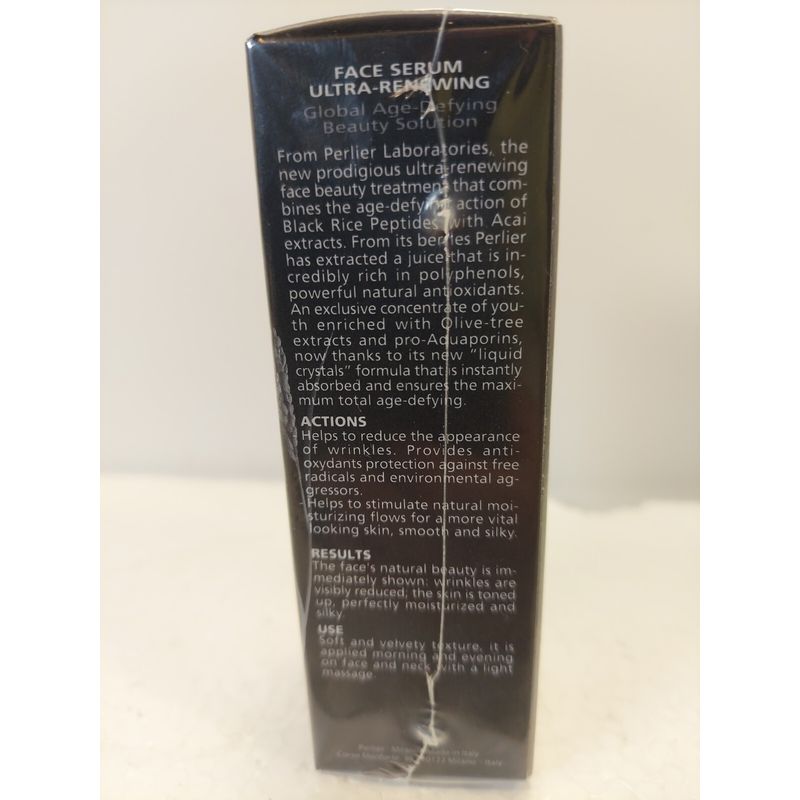 FACE SERUM
ULTRA-RENEWING
Global Age-Defying
Beauty Solution
From Perlier Laboratories, the
new prodigious ultra-renewing
face beauty treatment that com-
bines the age-defying action of
Black Rice Peptides with Acai
extracts. From its berries Perlier
has extracted a juice that is in-
credibly rich in polyphenols,
powerful natural antioxidants.
An exclusive concentrate of you-
th enriched with Olive-tree
extracts and pro-Aquaporins,
now thanks to its new "liquid
crystals" formula that is instantly
absorbed and ensures the maxi-
mum total age-defying.
ACTIONS
- Helps to reduce the appearance
of wrinkles. Provides anti-
oxydants protection against free
radicals and environmental ag-
gressors.
- Helps to stimulate natural moi-
sturizing flows for a more vital
looking skin, smooth and silky.
RESULTS
The face's natural beauty is im-
mediately shown: wrinkles are
visibly reduced, the skin is toned
up, perfectly moisturized and
silky.
USE
Soft and velvety texture, it is
applied morning and evening
on face and neck with a light
massage.
Perlier - Milano Made in Italy
Corso Monforte, 20122 Milano - Italy